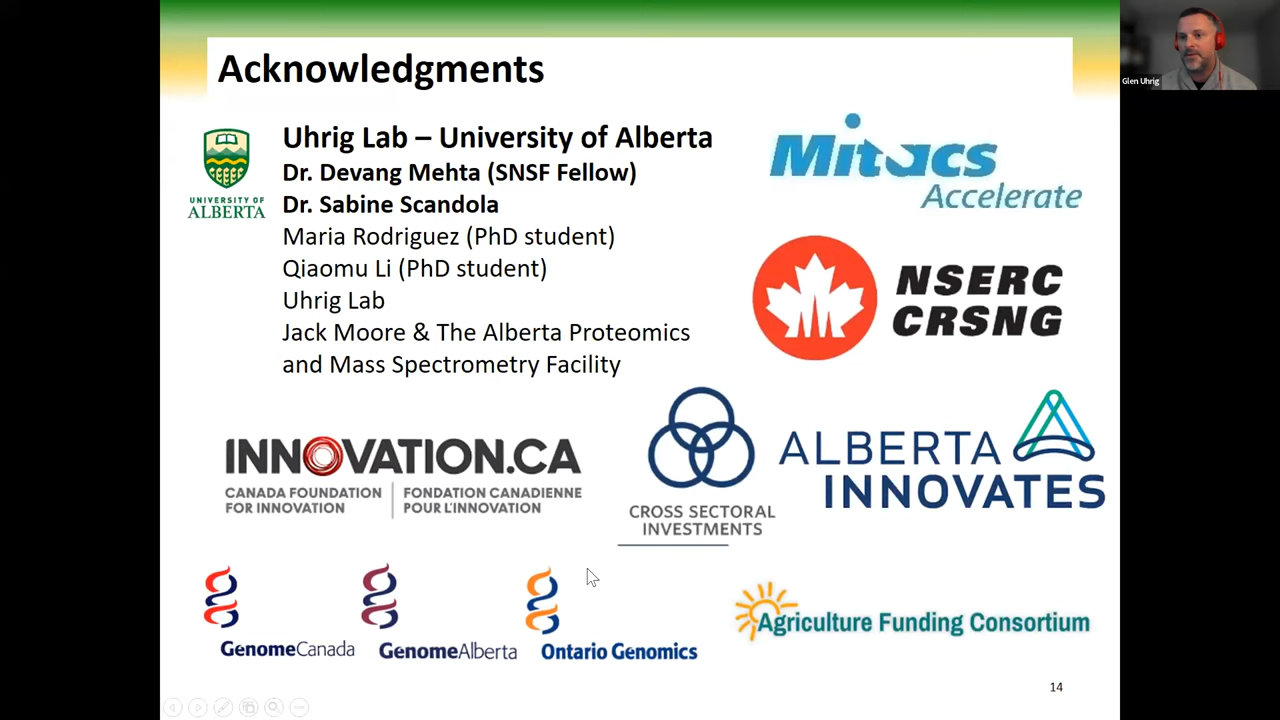 Acknowledgments
Glen Uhrig
Uhrig Lab – University of Alberta
Dr. Devang Mehta (SNSF Fellow)
Dr. Sabine Scandola
Maria Rodriguez (PhD student)
Qiaomu Li (PhD student)
Uhrig Lab
Jack Moore & The Alberta Proteomics
and Mass Spectrometry Facility
UNIVERSITY OF
ALBERTA
Mitacs
Accelerate
NSERC
CRSNG
INNOVATION.CA
CANADA FOUNDATION
FOR INNOVATION
FONDATION CANADIENNE
POUR L'INNOVATION
CROSS SECTORAL
INVESTMENTS
ALBERTA
INNOVATES
GenomeCanada
GenomeAlberta
Ontario Genomics
Agriculture Funding Consortium
14